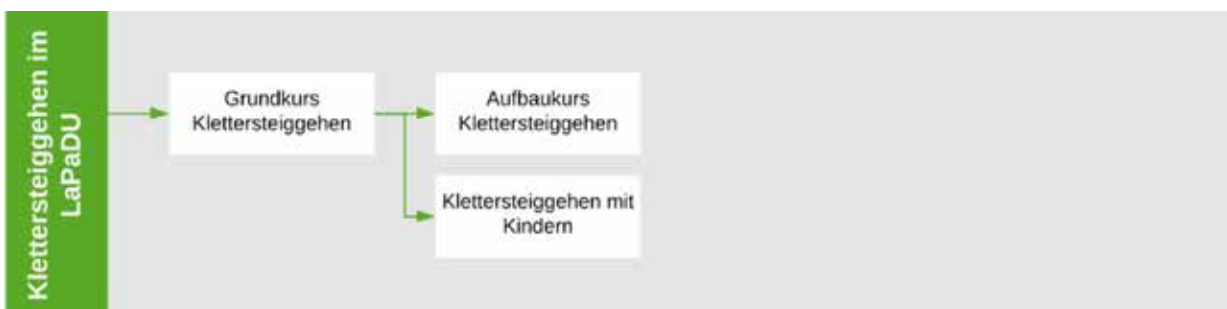 Klettersteiggehen im
LaPaDU
Grundkurs
Klettersteiggehen
Aufbaukurs
Klettersteiggehen
Klettersteiggehen mit
Kindern